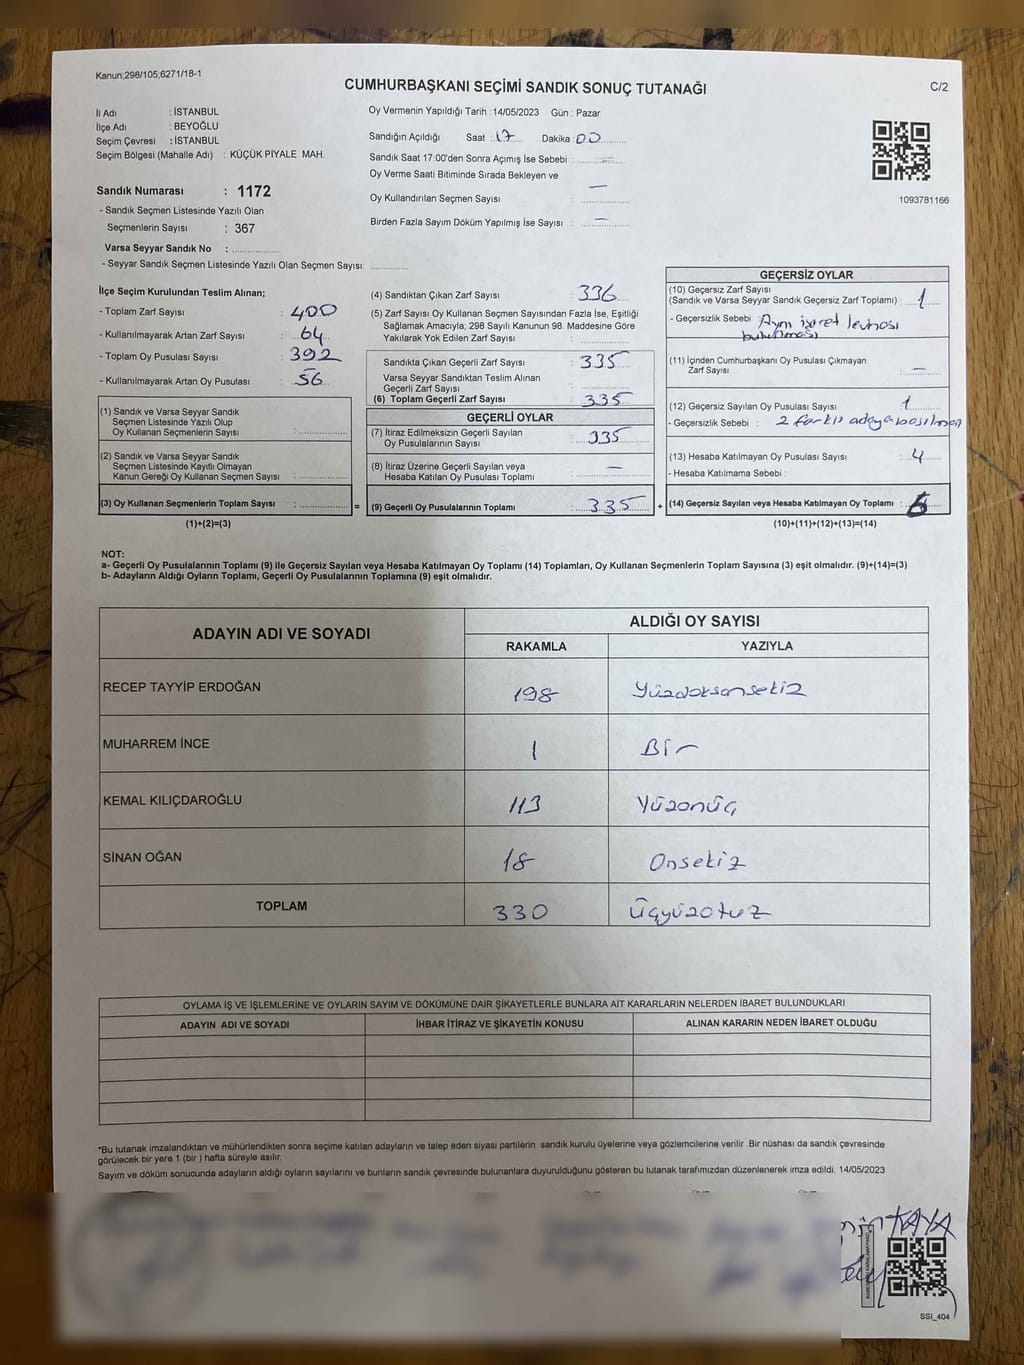 Kanun;298/105;6271/18-1
CUMHURBAŞKANI SEÇİMİ SANDIK SONUÇ TUTANAĞI
C/2
İl Adı : İSTANBUL
İlçe Adı : BEYOĞLU
Seçim Çevresi : İSTANBUL
Seçim Bölgesi (Mahalle Adı) : KÜÇÜK PİYALE MAH.
Sandık Numarası : 1172
- Sandık Seçmen Listesinde Yazılı Olan
Seçmenlerin Sayısı : 367
Varsa Seyyar Sandık No :
- Seyyar Sandık Seçmen Listesinde Yazılı Olan Seçmen Sayısı:
Oy Vermenin Yapıldığı Tarih : 14/05/2023 Gün : Pazar
Sandığın Açıldığı Saat : 17 Dakika : 00
Sandık Saat 17:00'den Sonra Açımış İse Sebebi : —
Oy Verme Saati Bitiminde Sırada Bekleyen ve
Oy Kullandırılan Seçmen Sayısı : —
Birden Fazla Sayım Döküm Yapılmış İse Sayısı : —
1093781166
İlçe Seçim Kurulundan Teslim Alınan;
- Toplam Zarf Sayısı : 400
- Kullanılmayarak Artan Zarf Sayısı : 64
- Toplam Oy Pusulası Sayısı : 392
- Kullanılmayarak Artan Oy Pusulası : 56
(1) Sandık ve Varsa Seyyar Sandık
Seçmen Listesinde Yazılı Olup
Oy Kullanan Seçmenlerin Sayısı :
(2) Sandık ve Varsa Seyyar Sandık
Seçmen Listesinde Kayıtlı Olmayan
Kanun Gereği Oy Kullanan Seçmen Sayısı :
(3) Oy Kullanan Seçmenlerin Toplam Sayısı : =
(1)+(2)=(3)
(4) Sandıktan Çıkan Zarf Sayısı : 336
(5) Zarf Sayısı Oy Kullanan Seçmen Sayısından Fazla İse, Eşitliği
Sağlamak Amacıyla; 298 Sayılı Kanunun 98. Maddesine Göre
Yakılarak Yok Edilen Zarf Sayısı :
Sandıkta Çıkan Geçerli Zarf Sayısı : 335
Varsa Seyyar Sandıktan Teslim Alınan
Geçerli Zarf Sayısı
(6) Toplam Geçerli Zarf Sayısı : 335
GEÇERLİ OYLAR
(7) İtiraz Edilmeksizin Geçerli Sayılan
Oy Pusulalarının Sayısı : 335
(8) İtiraz Üzerine Geçerli Sayılan veya
Hesaba Katılan Oy Pusulası Toplamı : —
(9) Geçerli Oy Pusulalarının Toplamı : 335 +
GEÇERSİZ OYLAR
(10) Geçersiz Zarf Sayısı
(Sandık ve Varsa Seyyar Sandık Geçersiz Zarf Toplamı) : 1
- Geçersizlik Sebebi : Aynı işaret levhası
bulunması
(11) İçinden Cumhurbaşkanı Oy Pusulası Çıkmayan
Zarf Sayısı : —
(12) Geçersiz Sayılan Oy Pusulası Sayısı : 1
- Geçersizlik Sebebi : 2 farklı adaya basılması
(13) Hesaba Katılmayan Oy Pusulası Sayısı : 4
- Hesaba Katılmama Sebebi :
(14) Geçersiz Sayılan veya Hesaba Katılmayan Oy Toplamı : 6
(10)+(11)+(12)+(13)=(14)
NOT:
a- Geçerli Oy Pusulalarının Toplamı (9) ile Geçersiz Sayılan veya Hesaba Katılmayan Oy Toplamı (14) Toplamları, Oy Kullanan Seçmenlerin Toplam Sayısına (3) eşit olmalıdır. (9)+(14)=(3)
b- Adayların Aldığı Oyların Toplamı, Geçerli Oy Pusulalarının Toplamına (9) eşit olmalıdır.
ADAYIN ADI VE SOYADI
ALDIĞI OY SAYISI
RAKAMLA YAZIYLA
RECEP TAYYİP ERDOĞAN 198 Yüzdoksansekiz
MUHARREM İNCE 1 Bir
KEMAL KILIÇDAROĞLU 113 Yüzonüç
SİNAN OĞAN 18 Onsekiz
TOPLAM 330 Üçyüzotuz
OYLAMA İŞ VE İŞLEMLERİNE VE OYLARIN SAYIM VE DÖKÜMÜNE DAİR ŞİKAYETLERLE BUNLARA AİT KARARLARIN NELERDEN İBARET BULUNDUKLARI
ADAYIN ADI VE SOYADI İHBAR İTİRAZ VE ŞİKAYETİN KONUSU ALINAN KARARIN NEDEN İBARET OLDUĞU
*Bu tutanak imzalandıktan ve mühürlendikten sonra seçime katılan adayların ve talep eden siyasi partilerin sandık kurulu üyelerine veya gözlemcilerine verilir .Bir nüshası da sandık çevresinde
görülecek bir yere 1 (bir ) hafta süreyle asılır.
Sayım ve döküm sonucunda adayların aldığı oyların sayılarını ve bunların sandık çevresinde bulunanlara duyurulduğunu gösteren bu tutanak tarafımızdan düzenlenerek imza edildi. 14/05/2023
KAYA
SSI_404